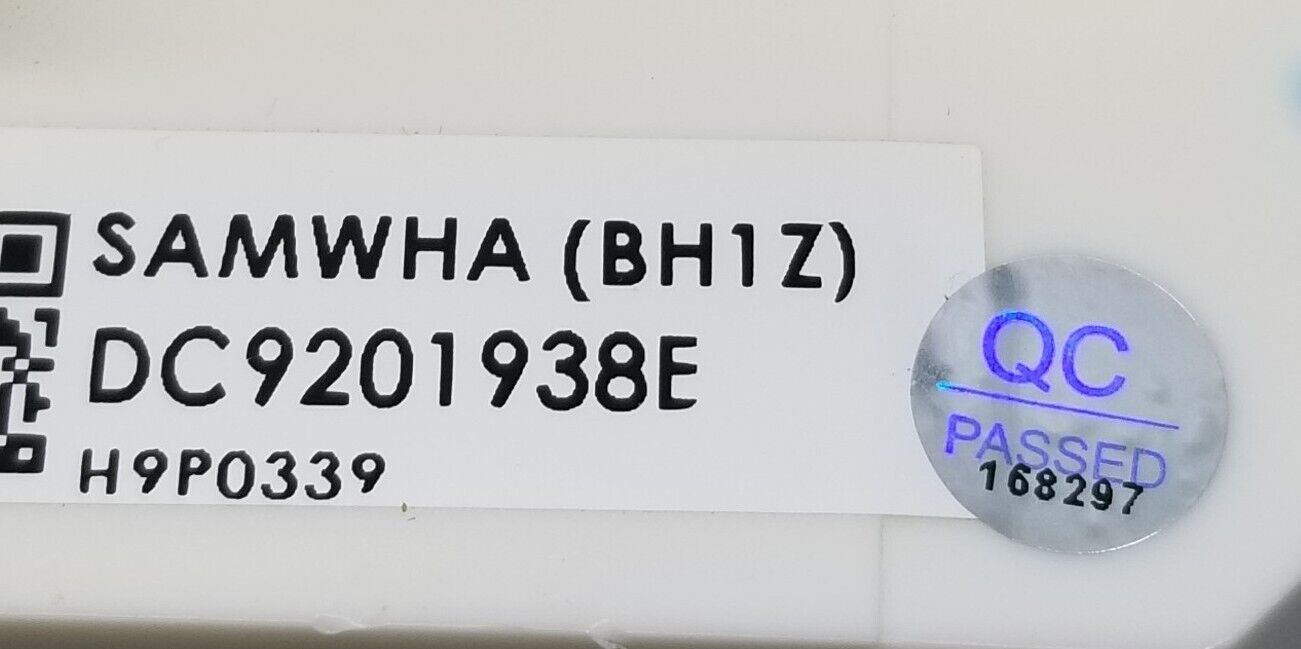 SAMWHA (BH1Z)
DC9201938E
H9P0339
QC
PASSED
168297